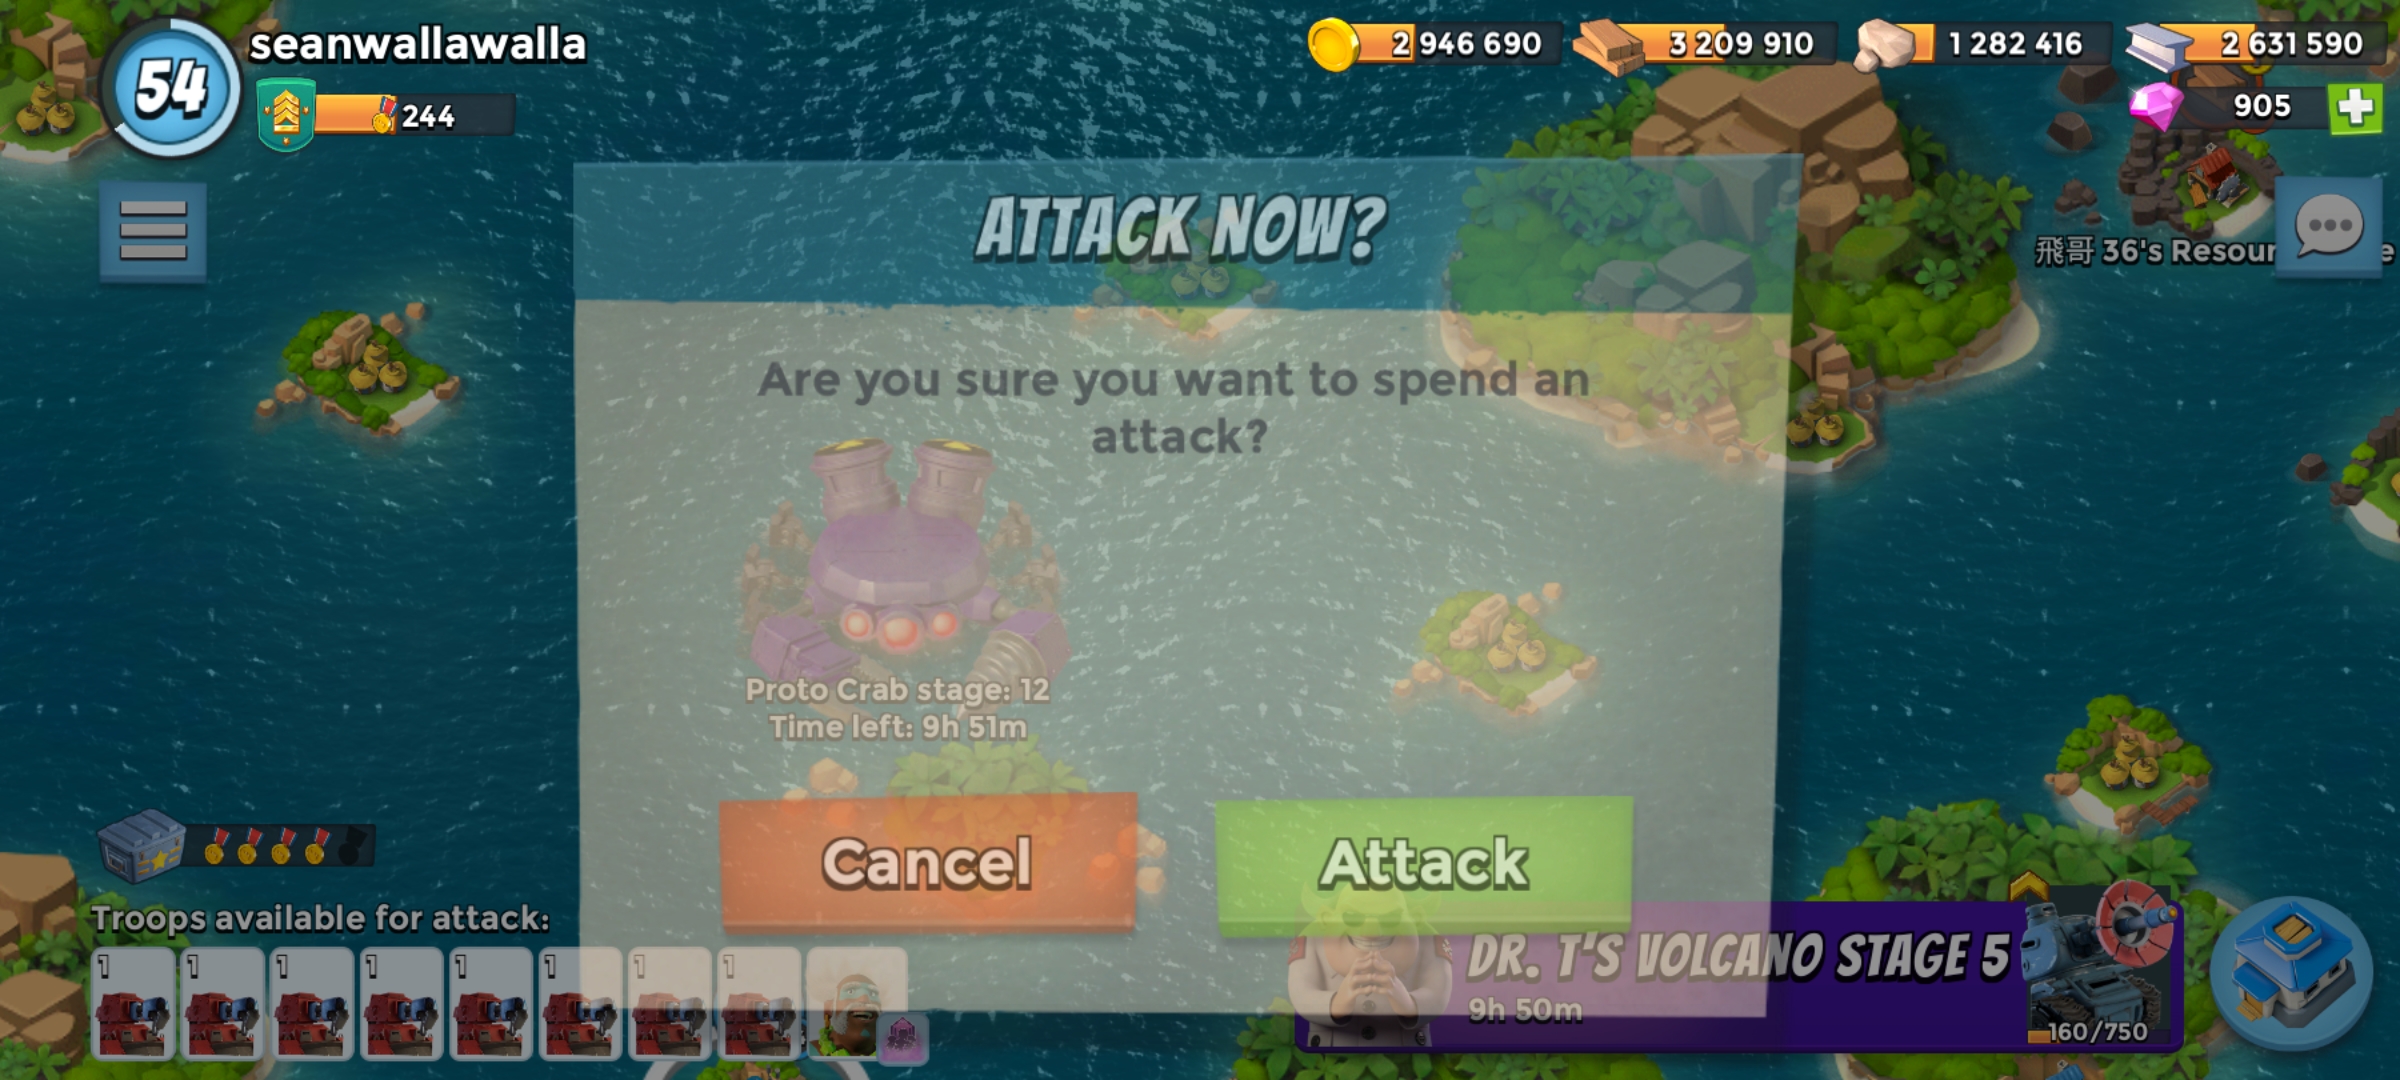 54
seanwallawalla
244
2 946 690
3 209 910
1 282 416
2 631 590
905
飛哥 36's Resour
ATTACK NOW?
Are you sure you want to spend an
attack?
Proto Crab stage: 12
Time left: 9h 51m
Cancel
Attack
Troops available for attack:
1
1
1
1
1
1
1
1
DR. T'S VOLCANO STAGE 5
9h 50m
160/750